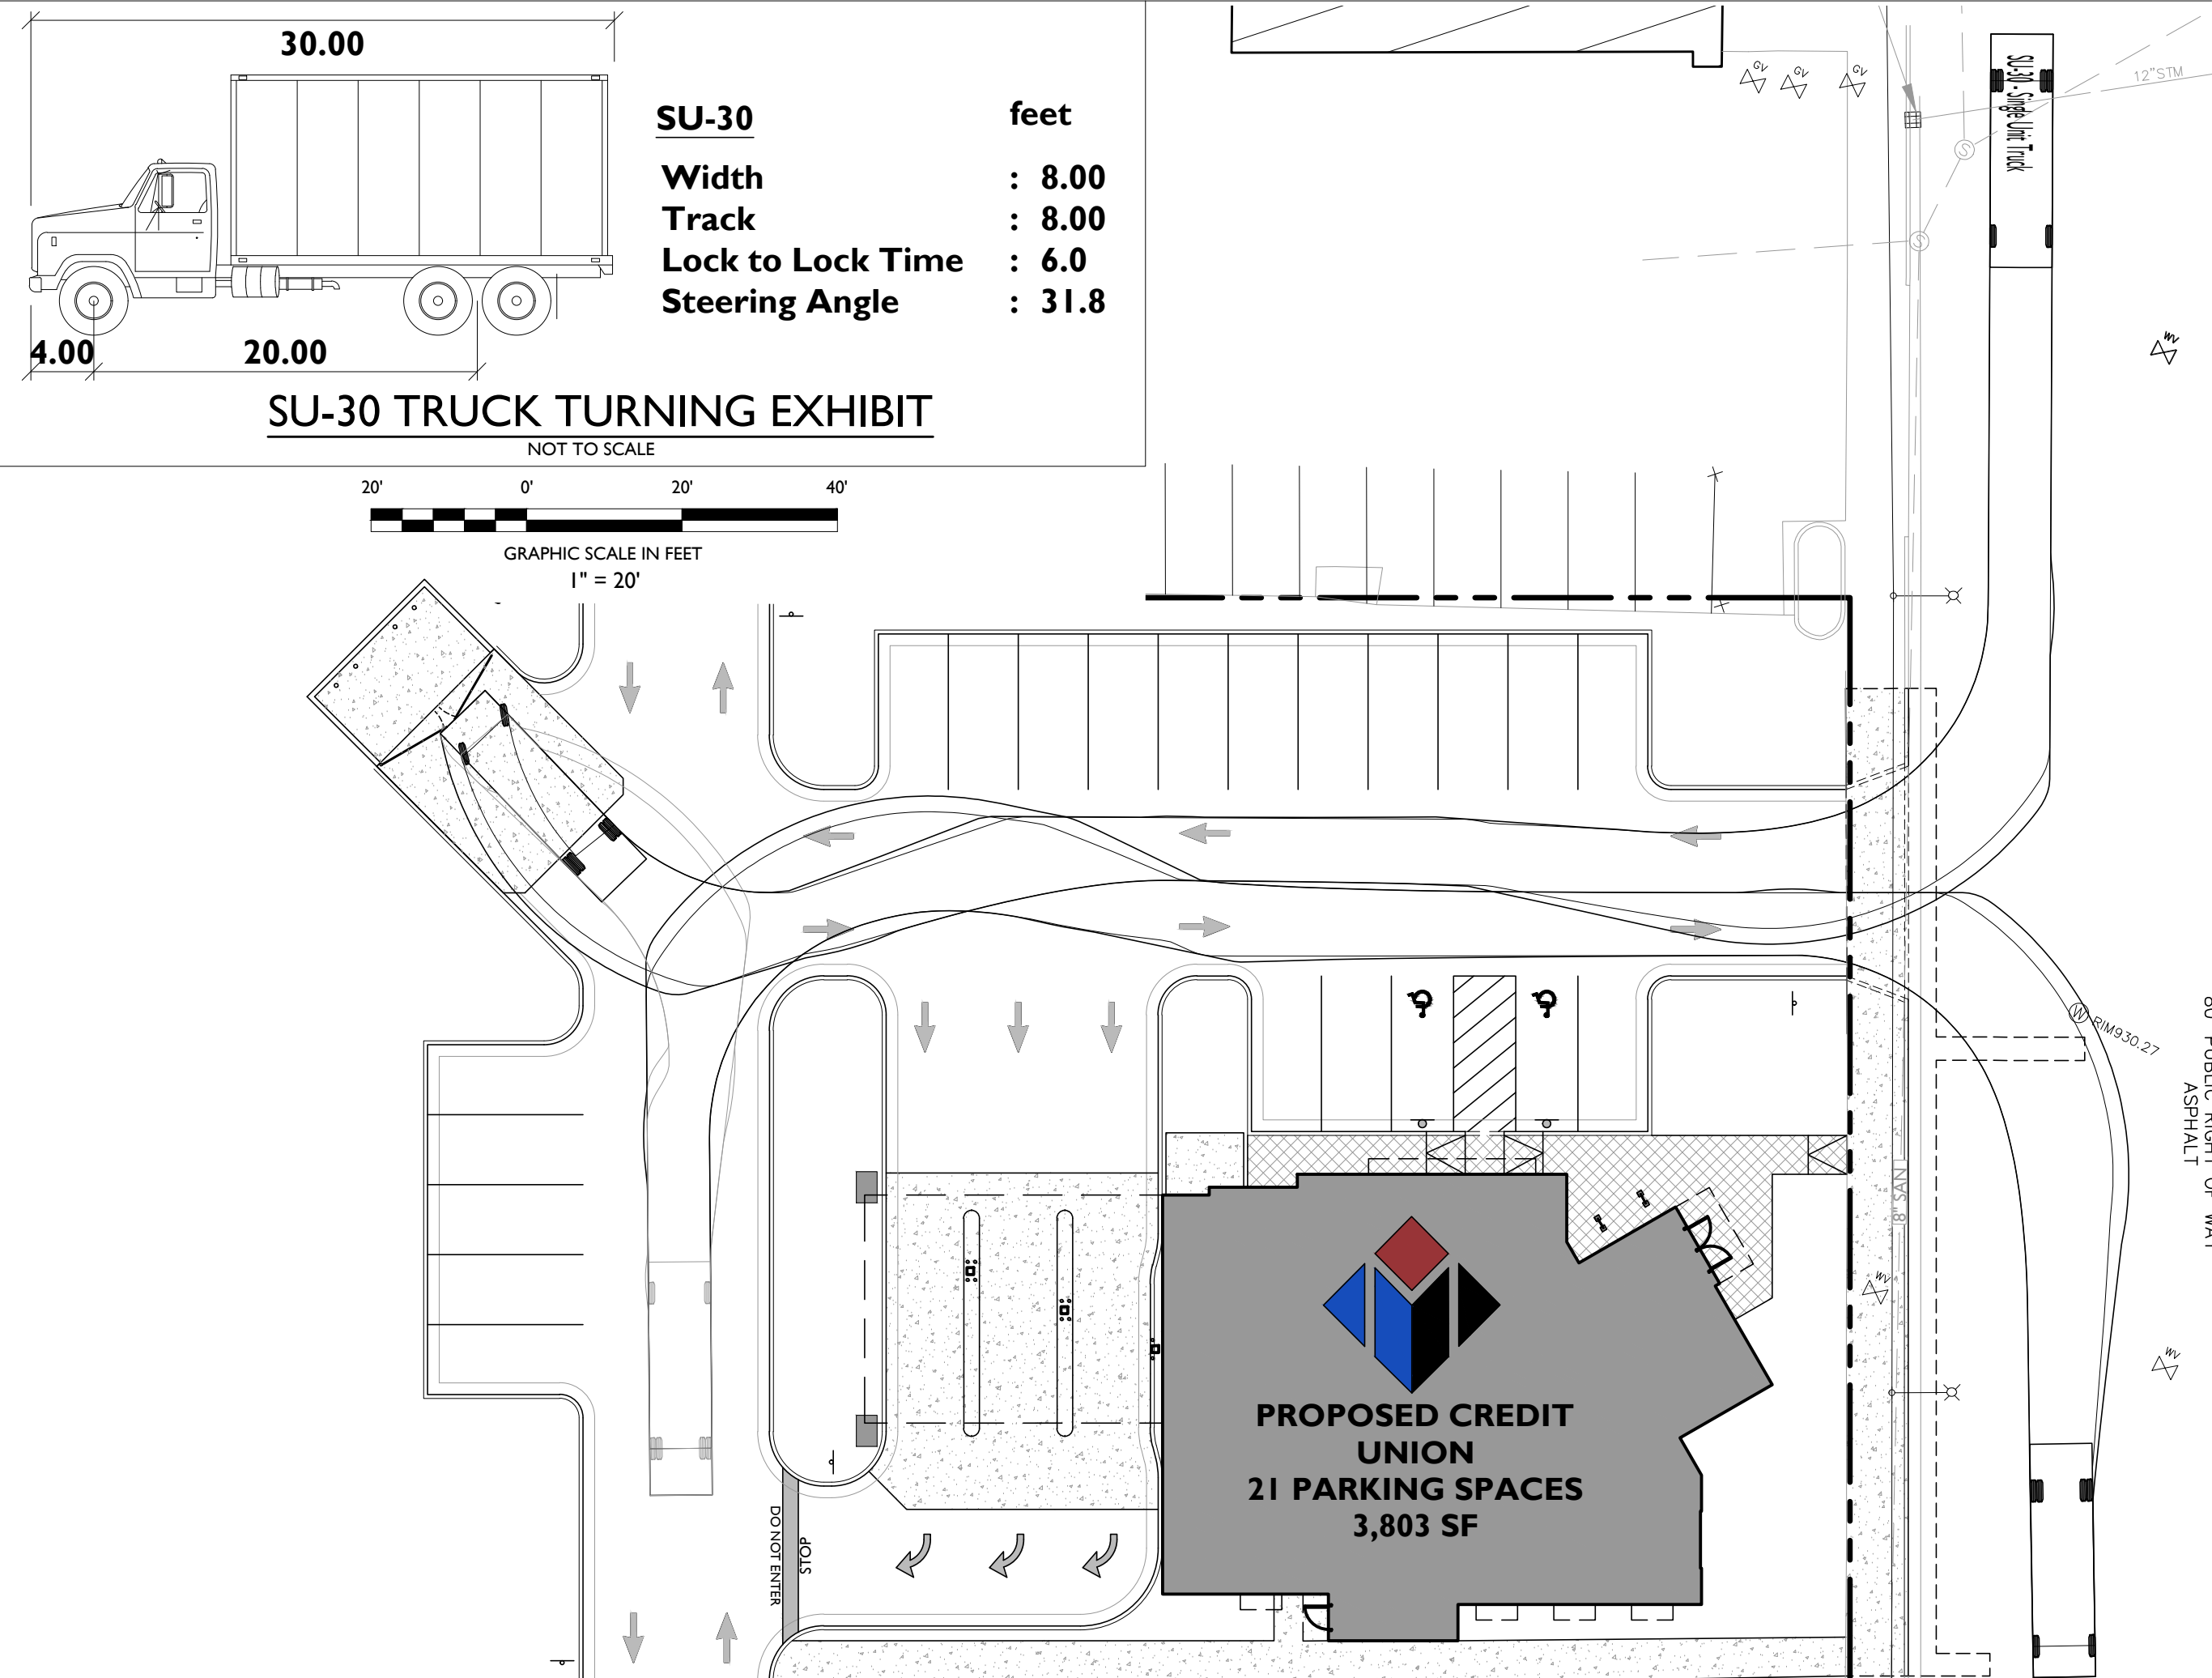 30.00
4.00
20.00
SU-30 feet
Width : 8.00
Track : 8.00
Lock to Lock Time : 6.0
Steering Angle : 31.8
SU-30 TRUCK TURNING EXHIBIT
NOT TO SCALE
20' 0' 20' 40'
GRAPHIC SCALE IN FEET
1" = 20'
GV
GV
GV
SU-30 - Single Unit Truck
12"STM
S
S
WV
W
RIM930.27
PUBLIC RIGHT OF WAY
ASPHALT
8" SAN
WV
WV
PROPOSED CREDIT
UNION
21 PARKING SPACES
3,803 SF
DO NOT ENTER
STOP